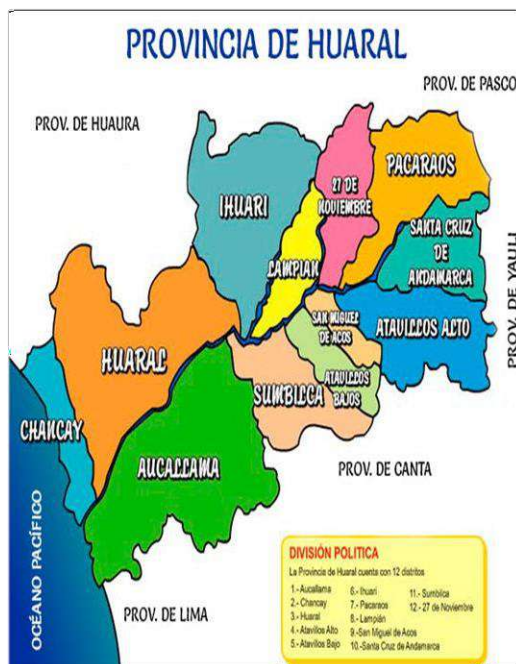 PROVINCIA DE HUARAL
PROV. DE PASCO
PROV. DE HUAURA
27 DE
NOVIEMBRE
PACARAOS
IHUARI
SANTA CRUZ
DE
ANDAMARCA
LAMPIAN
PROV. DE YAULI
SAN MIGUEL
DE ACOS
ATAVILLOS ALTO
HUARAL
ATAVILLOS
BAJOS
SUMBILCA
CHANCAY
AUCALLAMA
PROV. DE CANTA
OCÉANO PACÍFICO
PROV. DE LIMA
DIVISIÓN POLITICA
La Provincia de Huaral cuenta con 12 distritos
1.- Aucallama
2.- Chancay
3.- Huaral
4.- Atavillos Alto
5.- Atavillos Bajo
6.- Ihuari
7.- Pacaraos
8.- Lampián
9.-San Miguel de Acos
10.-Santa Cruz de Andamarca
11.- Sumbilca
12.- 27 de Noviembre